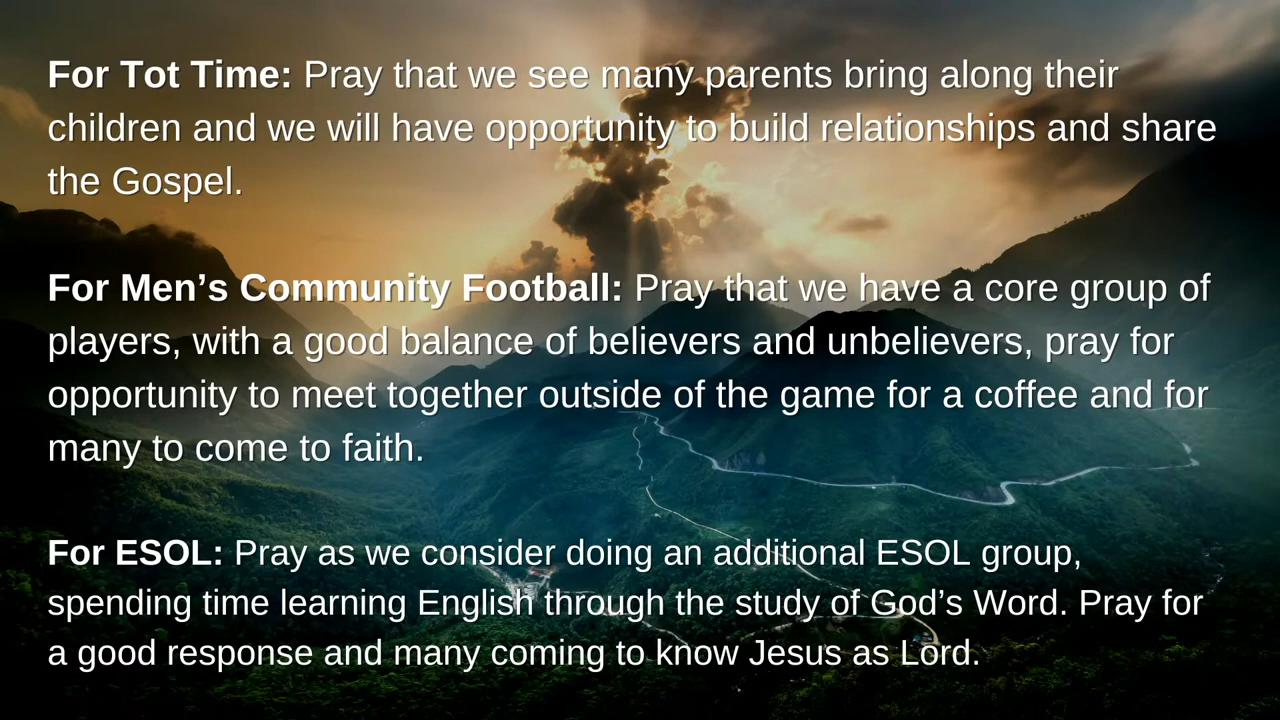 For Tot Time: Pray that we see many parents bring along their
children and we will have opportunity to build relationships and share
the Gospel.
For Men’s Community Football: Pray that we have a core group of
players, with a good balance of believers and unbelievers, pray for
opportunity to meet together outside of the game for a coffee and for
many to come to faith.
For ESOL: Pray as we consider doing an additional ESOL group,
spending time learning English through the study of God’s Word. Pray for
a good response and many coming to know Jesus as Lord.